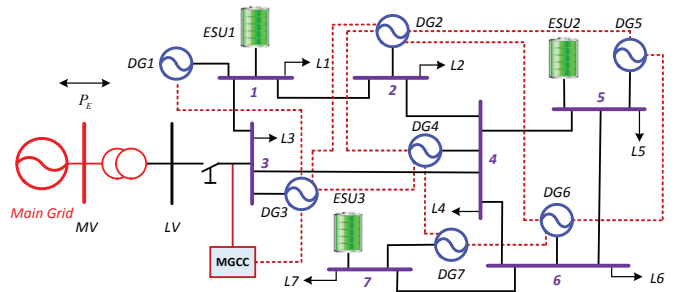 DG2
ESU1
ESU2
DG5
DG1
L1
L2
1
2
5
P_E
L3
DG4
L5
3
4
Main Grid
MV
LV
DG3
ESU3
L4
DG6
MGCC
L7
7
DG7
6
L6